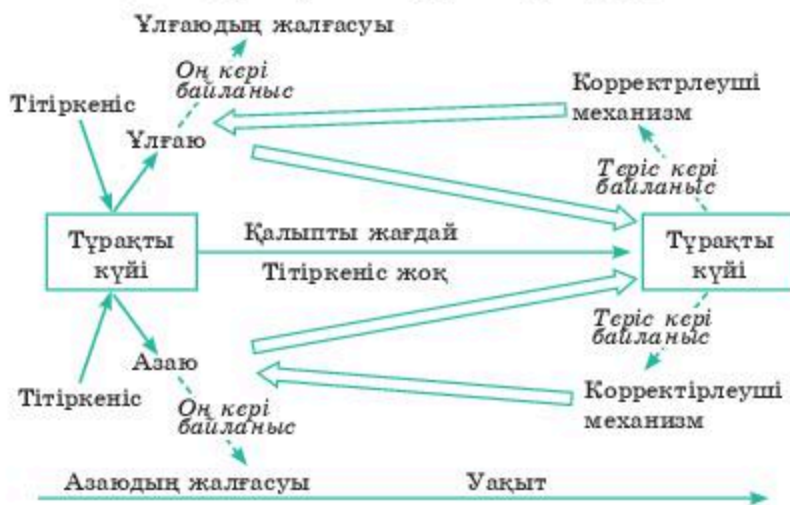 Ұлғаюдың жалғасуы
Оң кері
байланыс
Тітіркеніс
Ұлғаю
Корректрлеуші
механизм
Теріс кері
байланыс
Тұрақты
күйі
Қалыпты жағдай
Тітіркеніс жоқ
Тұрақты
күйі
Теріс кері
байланыс
Азаю
Тітіркеніс
Оң кері
байланыс
Корректірлеуші
механизм
Азаюдың жалғасуы
Уақыт